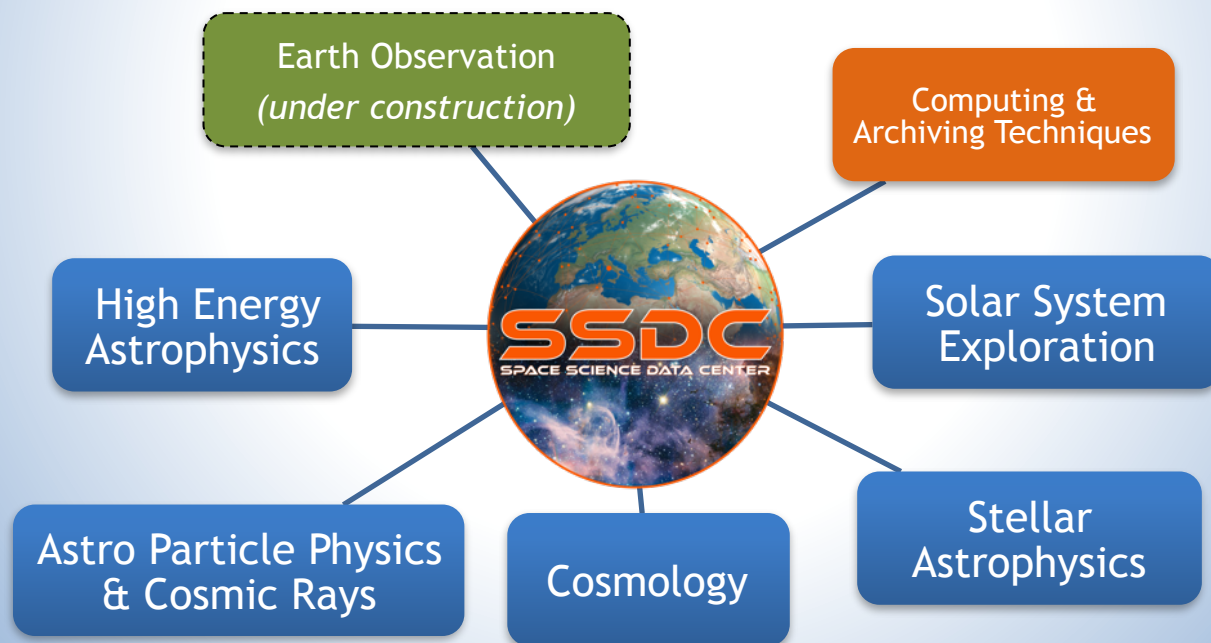 Earth Observation
(under construction)
Computing &
Archiving Techniques
High Energy
Astrophysics
SSDC
SPACE SCIENCE DATA CENTER
Solar System
Exploration
Astro Particle Physics
& Cosmic Rays
Cosmology
Stellar
Astrophysics